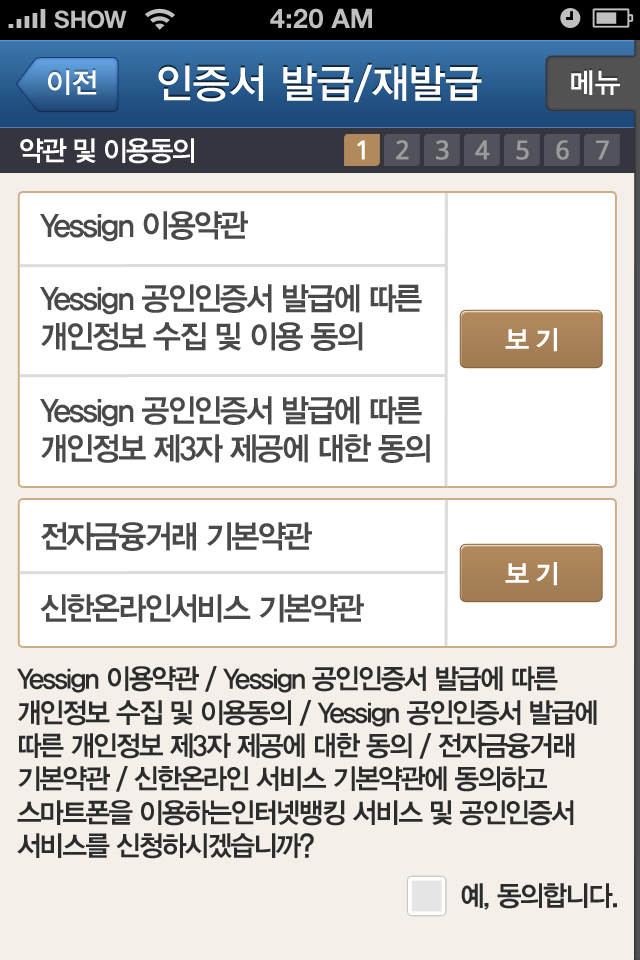 SHOW 4:20 AM
이전 인증서 발급/재발급 메뉴
약관 및 이용동의 1 2 3 4 5 6 7
Yessign 이용약관
Yessign 공인인증서 발급에 따른
개인정보 수집 및 이용 동의
보 기
Yessign 공인인증서 발급에 따른
개인정보 제3자 제공에 대한 동의
전자금융거래 기본약관
보 기
신한온라인서비스 기본약관
Yessign 이용약관 / Yessign 공인인증서 발급에 따른
개인정보 수집 및 이용동의 / Yessign 공인인증서 발급에
따른 개인정보 제3자 제공에 대한 동의 / 전자금융거래
기본약관 / 신한온라인 서비스 기본약관에 동의하고
스마트폰을 이용하는인터넷뱅킹 서비스 및 공인인증서
서비스를 신청하시겠습니까?
예, 동의합니다.